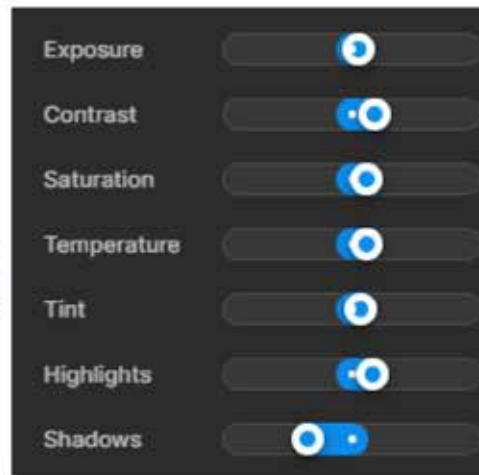 Exposure
Contrast
Saturation
Temperature
Tint
Highlights
Shadows